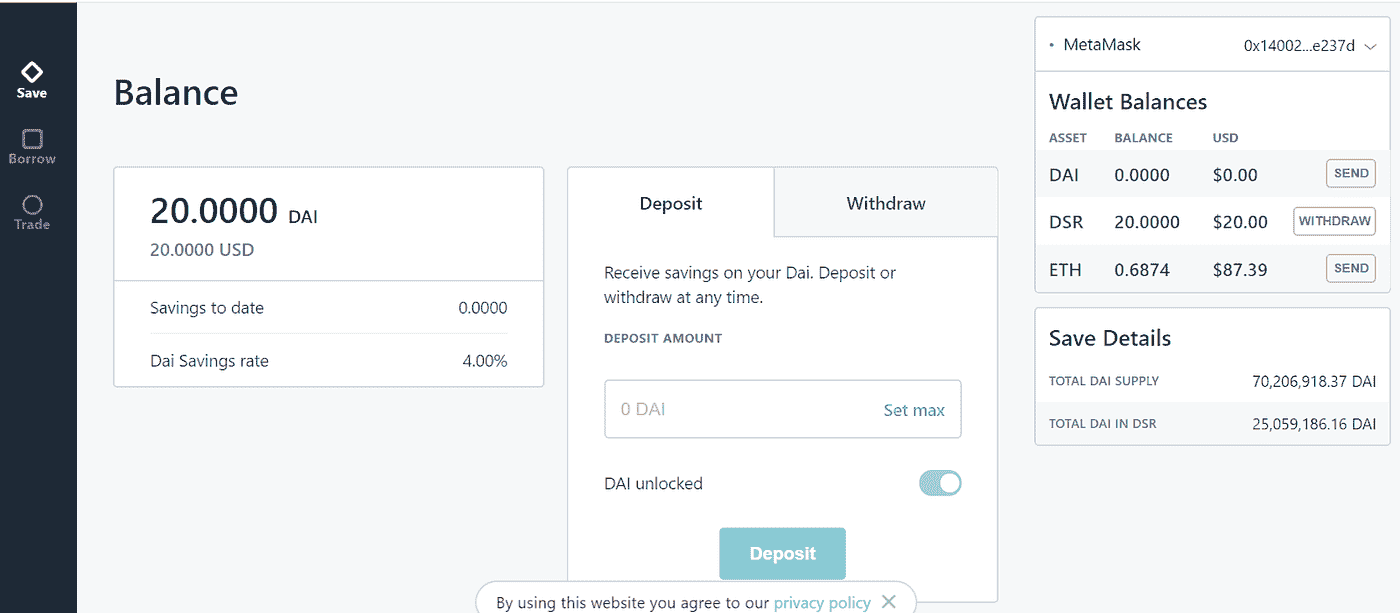 Save
Borrow
Trade
Balance
20.0000 DAI
20.0000 USD
Savings to date 0.0000
Dai Savings rate 4.00%
Deposit Withdraw
Receive savings on your Dai. Deposit or
withdraw at any time.
DEPOSIT AMOUNT
0 DAI Set max
DAI unlocked
Deposit
By using this website you agree to our privacy policy
MetaMask 0x14002...e237d
Wallet Balances
ASSET BALANCE USD
DAI 0.0000 $0.00 SEND
DSR 20.0000 $20.00 WITHDRAW
ETH 0.6874 $87.39 SEND
Save Details
TOTAL DAI SUPPLY 70,206,918.37 DAI
TOTAL DAI IN DSR 25,059,186.16 DAI